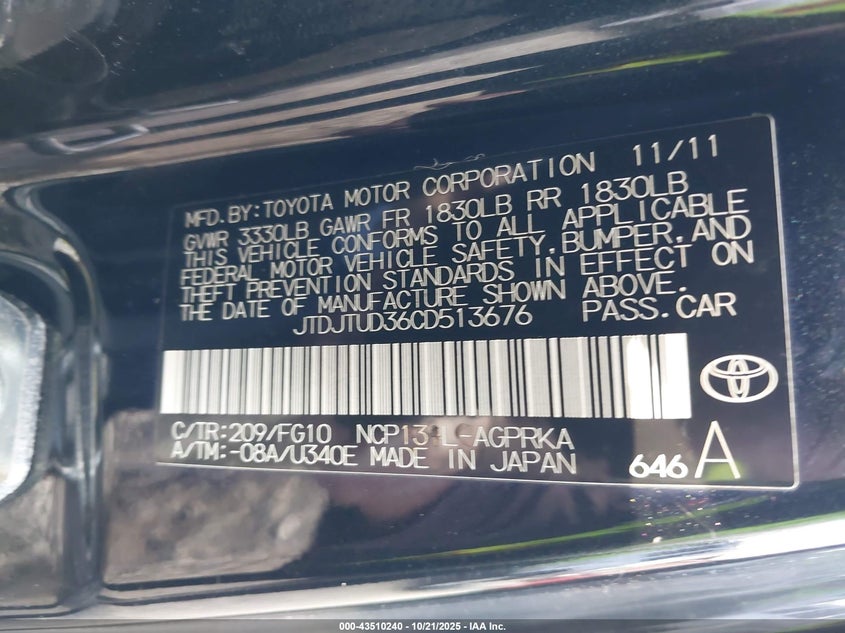 MFD.BY:TOYOTA MOTOR CORPORATION 11/11
GVWR 3330LB GAWR FR 1830LB RR 1830LB
THIS VEHICLE CONFORMS TO ALL APPLICABLE
FEDERAL MOTOR VEHICLE SAFETY,BUMPER,AND
THEFT PREVENTION STANDARDS IN EFFECT ON
THE DATE OF MANUFACTURE SHOWN ABOVE.
JTDJTUD36CD513676 PASS.CAR
C/TR:209/FG10 NCP13 L-AGPRKA
A/TM:-08A/U340E MADE IN JAPAN 646 A
000-43510240 - 10/21/2025 - IAA Inc.